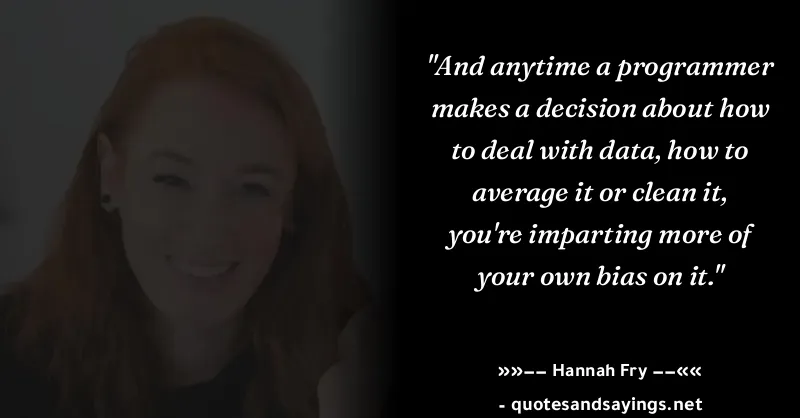 "And anytime a programmer
makes a decision about how
to deal with data, how to
average it or clean it,
you're imparting more of
your own bias on it."
»»–– Hannah Fry ––««
- quotesandsayings.net